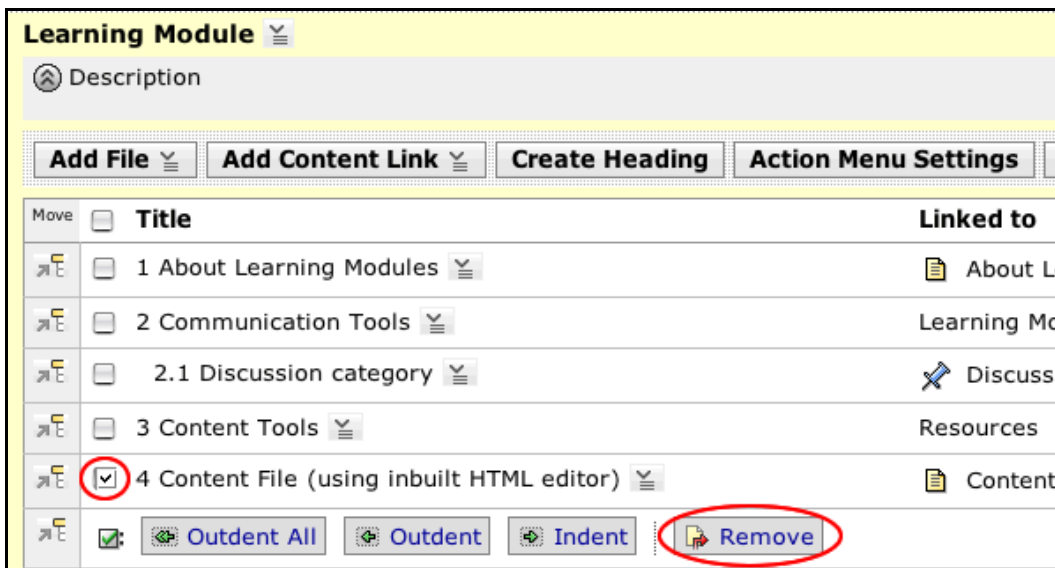 Learning Module
Description
Add File Add Content Link Create Heading Action Menu Settings
Move Title Linked to
1 About Learning Modules About
2 Communication Tools Learning
2.1 Discussion category Discuss
3 Content Tools Resources
4 Content File (using inbuilt HTML editor) Content
: Outdent All Outdent Indent Remove